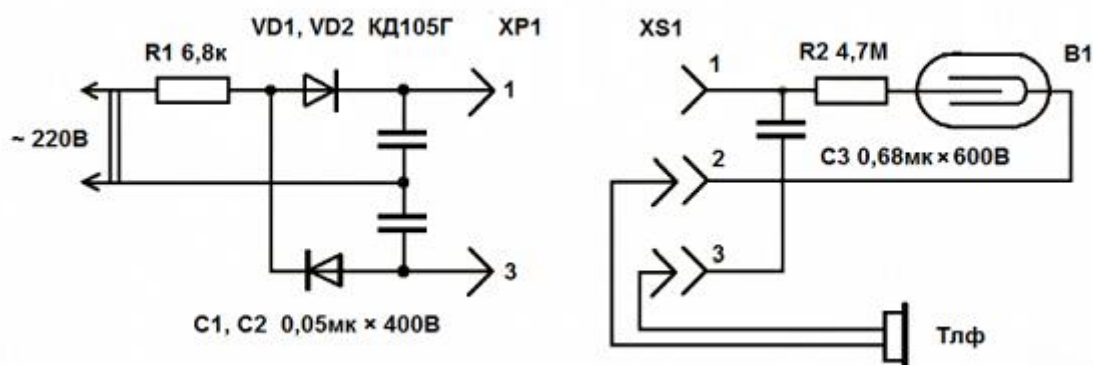 VD1, VD2 КД105Г XP1
R1 6,8к
1
~ 220В
3
C1, C2 0,05мк × 400В
XS1
R2 4,7М
B1
1
C3 0,68мк × 600В
2
3
Тлф